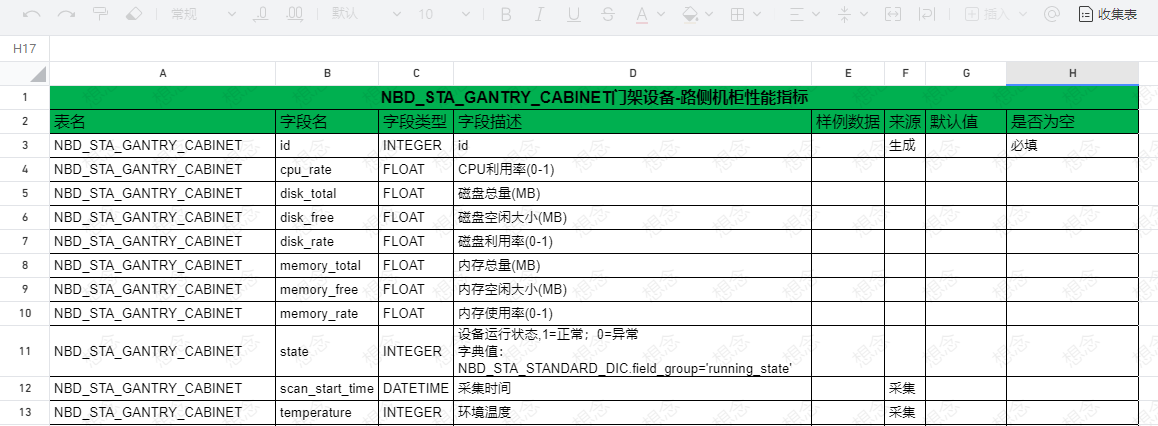 常规 默认 10 B I U S A 插入 收集表
H17
A B C D E F G H
1 NBD_STA_GANTRY_CABINET门架设备-路侧机柜性能指标
2 表名 字段名 字段类型 字段描述 样例数据 来源 默认值 是否为空
3 NBD_STA_GANTRY_CABINET id INTEGER id 生成 必填
4 NBD_STA_GANTRY_CABINET cpu_rate FLOAT CPU利用率(0-1)
5 NBD_STA_GANTRY_CABINET disk_total FLOAT 磁盘总量(MB)
6 NBD_STA_GANTRY_CABINET disk_free FLOAT 磁盘空闲大小(MB)
7 NBD_STA_GANTRY_CABINET disk_rate FLOAT 磁盘利用率(0-1)
8 NBD_STA_GANTRY_CABINET memory_total FLOAT 内存总量(MB)
9 NBD_STA_GANTRY_CABINET memory_free FLOAT 内存空闲大小(MB)
10 NBD_STA_GANTRY_CABINET memory_rate FLOAT 内存使用率(0-1)
11 NBD_STA_GANTRY_CABINET state INTEGER 设备运行状态,1=正常；0=异常
字典值：
NBD_STA_STANDARD_DIC.field_group='running_state'
12 NBD_STA_GANTRY_CABINET scan_start_time DATETIME 采集时间 采集
13 NBD_STA_GANTRY_CABINET temperature INTEGER 环境温度 采集